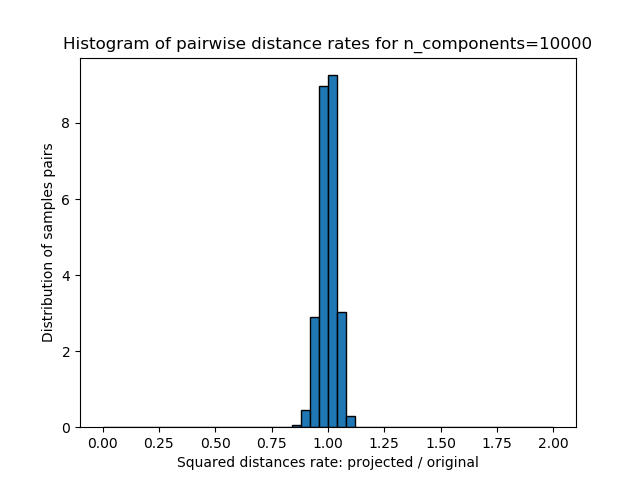 Histogram of pairwise distance rates for n_components=10000
Distribution of samples pairs
8
6
4
2
0
0.00 0.25 0.50 0.75 1.00 1.25 1.50 1.75 2.00
Squared distances rate: projected / original